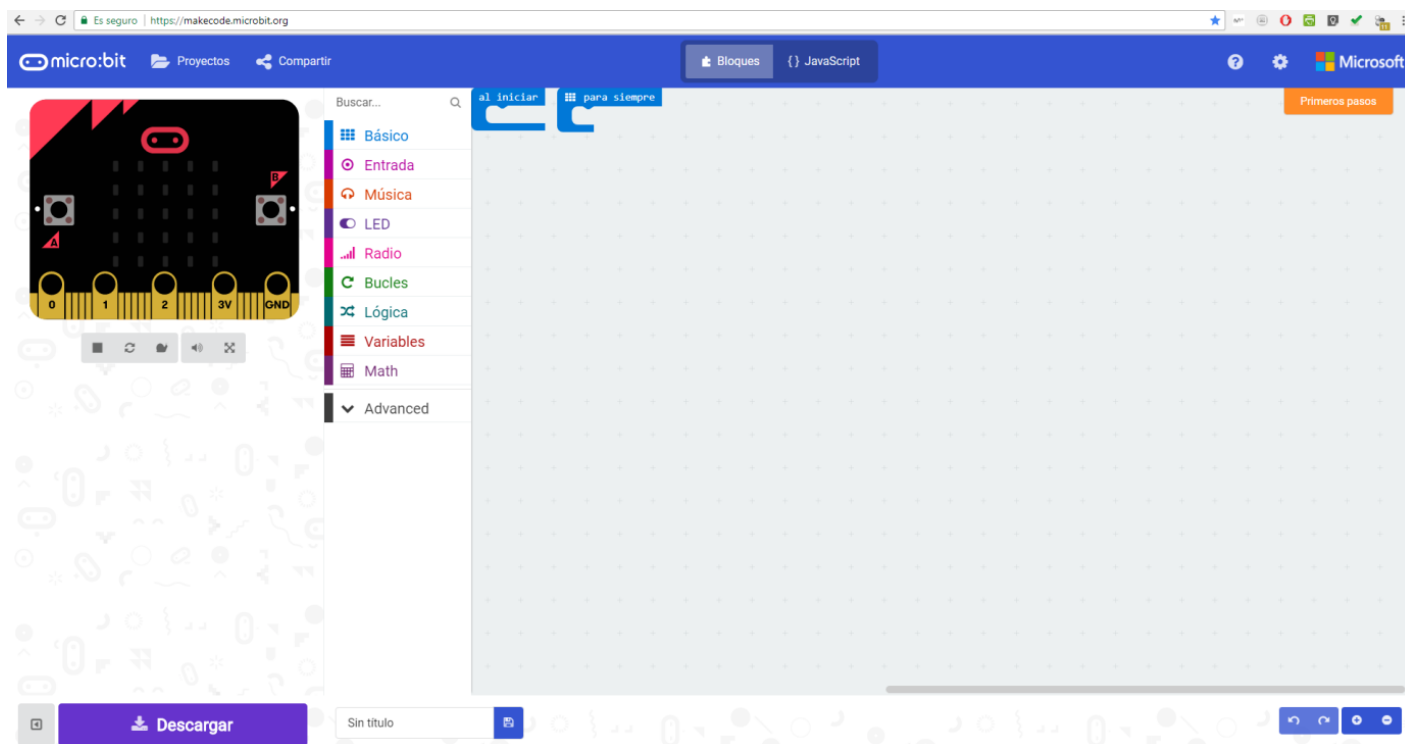 Es seguro | https://makecode.microbit.org
micro:bit Proyectos Compartir Bloques {} JavaScript Microsoft
Buscar...
al iniciar para siempre
Primeros pasos
Básico
Entrada
Música
LED
Radio
Bucles
Lógica
Variables
Math
Advanced
B
A
0 1 2 3V GND
Descargar
Sin título